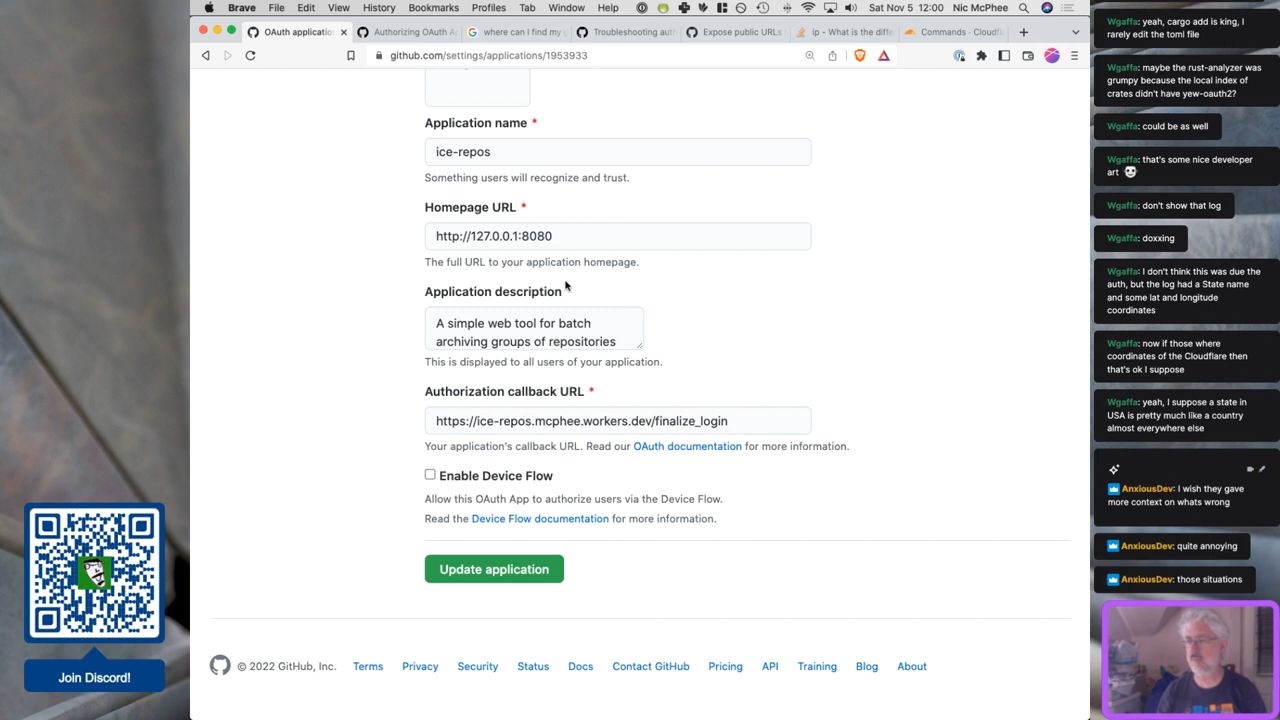 Brave File Edit View History Bookmarks Profiles Tab Window Help Sat Nov 5 12:00 Nic McPhee
OAuth applicatio
Authorizing OAuth A
where can I find my
Troubleshooting aut
Expose public URLs
ip - What is the diffe
Commands · Cloudfl
github.com/settings/applications/1953933
Application name *
ice-repos
Something users will recognize and trust.
Homepage URL *
http://127.0.0.1:8080
The full URL to your application homepage.
Application description
A simple web tool for batch
archiving groups of repositories
This is displayed to all users of your application.
Authorization callback URL *
https://ice-repos.mcphee.workers.dev/finalize_login
Your application's callback URL. Read our OAuth documentation for more information.
Enable Device Flow
Allow this OAuth App to authorize users via the Device Flow.
Read the Device Flow documentation for more information.
Update application
© 2022 GitHub, Inc. Terms Privacy Security Status Docs Contact GitHub Pricing API Training Blog About
Join Discord!
Wgaffa: yeah, cargo add is king, I
rarely edit the toml file
Wgaffa: maybe the rust-analyzer was
grumpy because the local index of
crates didn't have yew-oauth2?
Wgaffa: could be as well
Wgaffa: that's some nice developer
art
Wgaffa: don't show that log
Wgaffa: doxxing
Wgaffa: I don't think this was due the
auth, but the log had a State name
and some lat and longitude
coordinates
Wgaffa: now if those where
coordinates of the Cloudflare then
that's ok I suppose
Wgaffa: yeah, I suppose a state in
USA is pretty much like a country
almost everywhere else
AnxiousDev: I wish they gave
more context on whats wrong
AnxiousDev: quite annoying
AnxiousDev: those situations